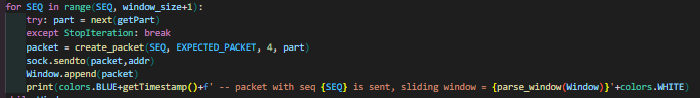 for SEQ in range(SEQ, window_size+1):
try: part = next(getPart)
except StopIteration: break
packet = create_packet(SEQ, EXPECTED_PACKET, 4, part)
sock.sendto(packet,addr)
Window.append(packet)
print(colors.BLUE+getTimestamp()+f' -- packet with seq {SEQ} is sent, sliding window = {parse_window(Window)}'+colors.WHITE)